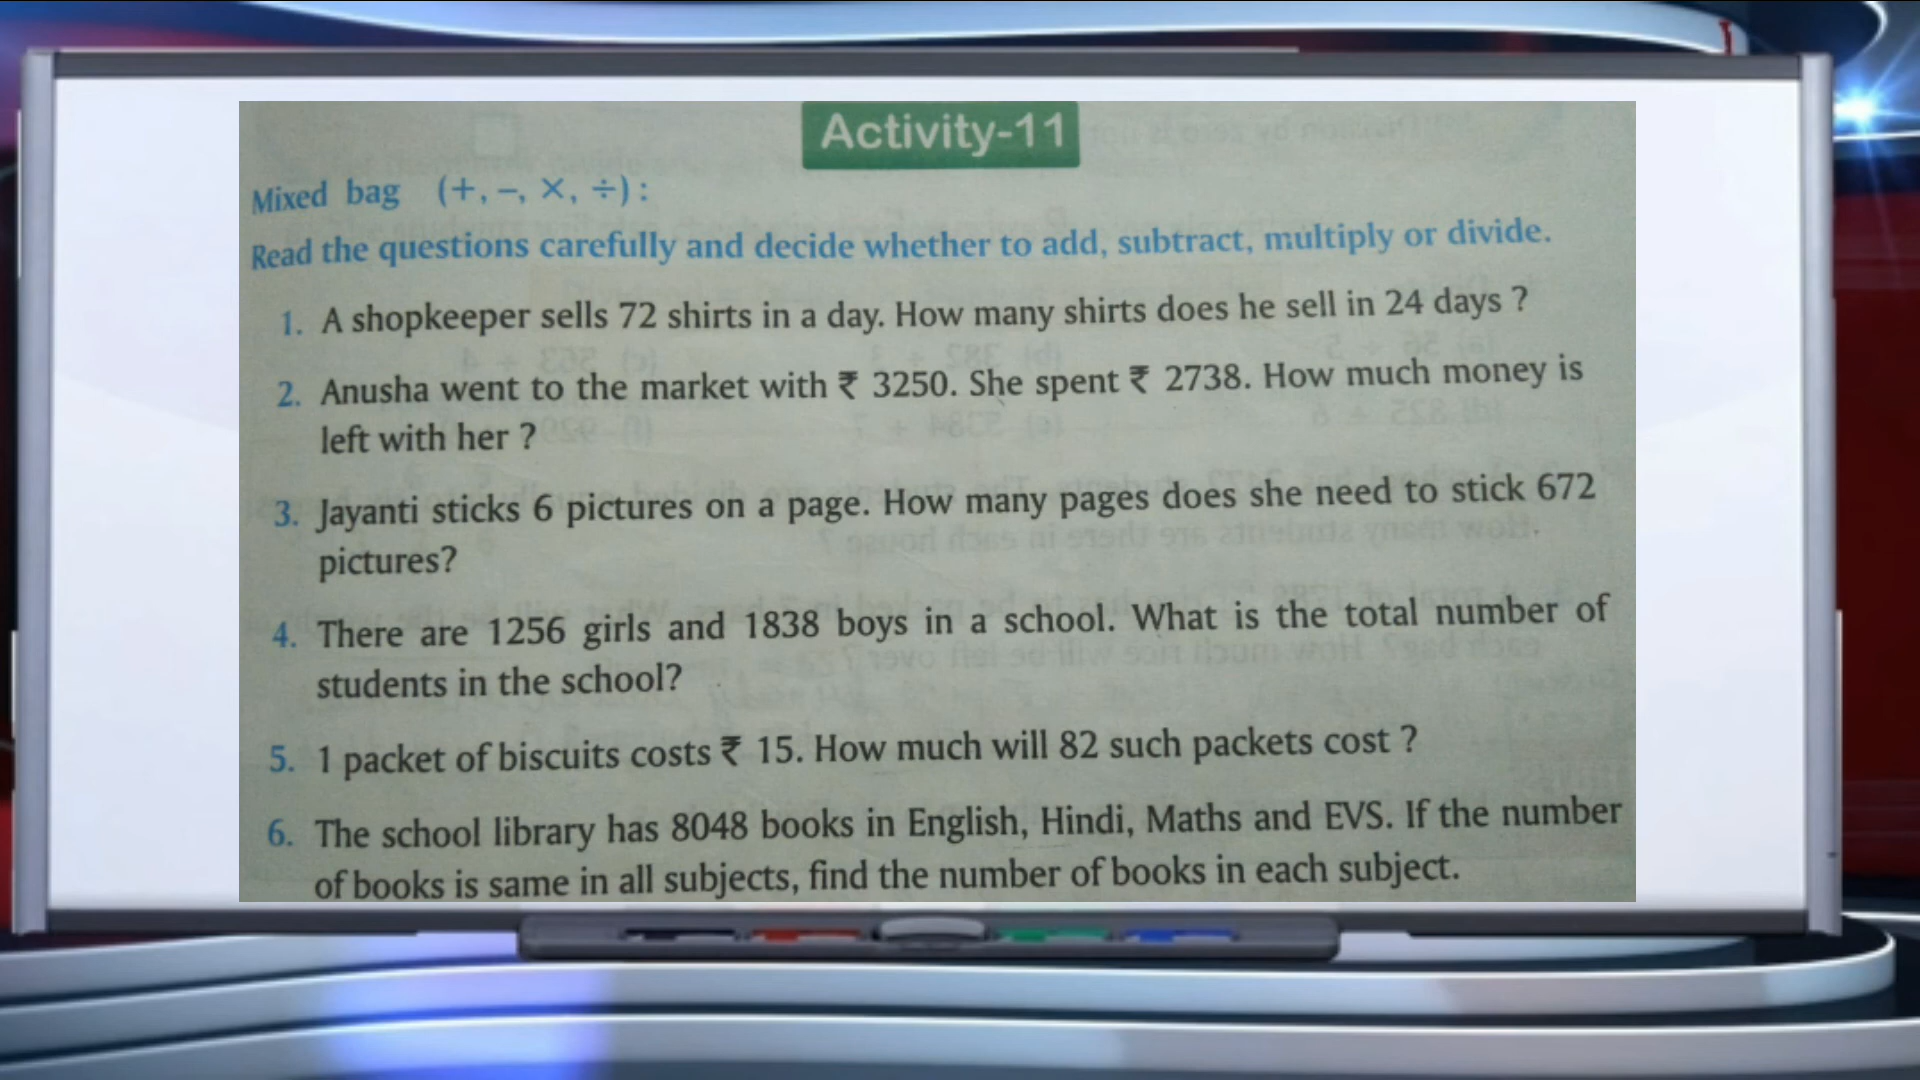 Activity-11
Mixed bag (+, –, ×, ÷) :
Read the questions carefully and decide whether to add, subtract, multiply or divide.
1. A shopkeeper sells 72 shirts in a day. How many shirts does he sell in 24 days ?
2. Anusha went to the market with ₹ 3250. She spent ₹ 2738. How much money is
left with her ?
3. Jayanti sticks 6 pictures on a page. How many pages does she need to stick 672
pictures?
4. There are 1256 girls and 1838 boys in a school. What is the total number of
students in the school?
5. 1 packet of biscuits costs ₹ 15. How much will 82 such packets cost ?
6. The school library has 8048 books in English, Hindi, Maths and EVS. If the number
of books is same in all subjects, find the number of books in each subject.